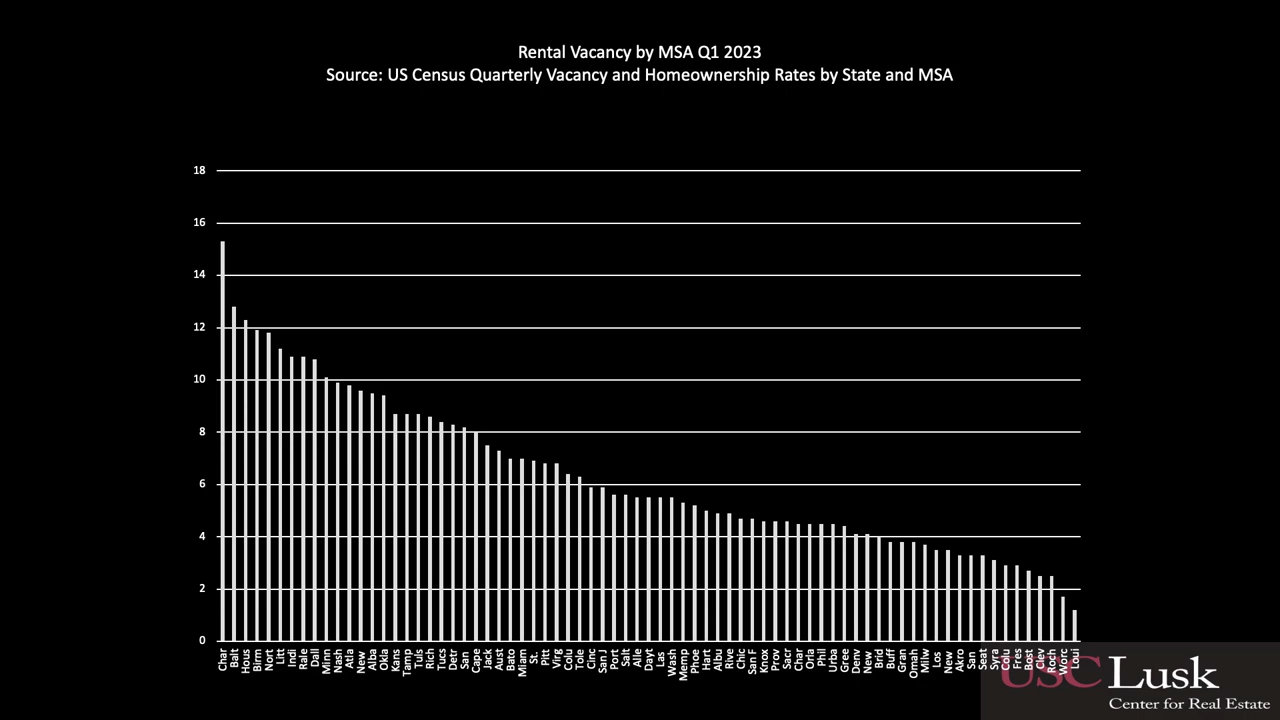 Rental Vacancy by MSA Q1 2023
Source: US Census Quarterly Vacancy and Homeownership Rates by State and MSA
18
16
14
12
10
8
6
4
2
0
Char
Balt
Hous
Birm
Nort
Litt
Indi
Rale
Dall
Minn
Nash
Atla
New
Alba
Okla
Kans
Tamp
Tuls
Rich
Tucs
Detr
San
Cape
Jack
Aust
Bato
Miam
St.
Pitt
Virg
Colu
Tole
Cinc
San J
Port
Salt
Alle
Dayt
Las
Wash
Memp
Phoe
Hart
Albu
Rive
Chic
San F
Knox
Prov
Sacr
Char
Orla
Phil
Urba
Gree
Denv
New
Brid
Buff
Gran
Omah
Milw
Los
New
Akro
San
Seat
Syra
Colu
Fres
Bost
Clev
Roch
Worc
Loui
USC Lusk
Center for Real Estate